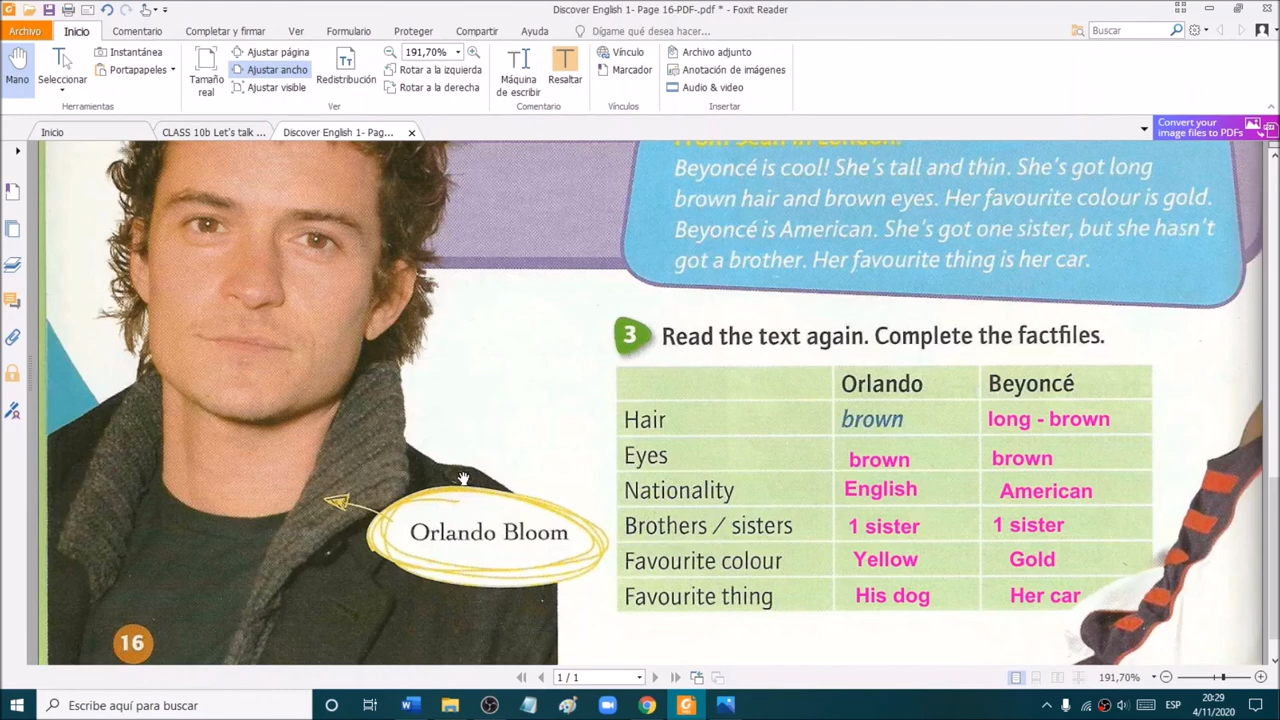 Discover English 1- Page 16-PDF-.pdf * - Foxit Reader
Archivo Inicio Comentario Completar y firmar Ver Formulario Proteger Compartir Ayuda Dígame qué desea hacer... Buscar
Mano
Seleccionar
Instantánea
Portapapeles
Herramientas
Tamaño real
Ajustar página
Ajustar ancho
Ajustar visible
Redistribución
191,70%
Rotar a la izquierda
Rotar a la derecha
Ver
Máquina de escribir
Resaltar
Comentario
Vínculo
Marcador
Vínculos
Archivo adjunto
Anotación de imágenes
Audio & video
Insertar
Inicio CLASS 10b Let's talk ... Discover English 1- Pag...
Convert your
image files to PDFs
From Sean in London:
Beyoncé is cool! She's tall and thin. She's got long
brown hair and brown eyes. Her favourite colour is gold.
Beyoncé is American. She's got one sister, but she hasn't
got a brother. Her favourite thing is her car.
3 Read the text again. Complete the factfiles.
Orlando Beyoncé
Hair brown long - brown
Eyes brown brown
Nationality English American
Brothers / sisters 1 sister 1 sister
Favourite colour Yellow Gold
Favourite thing His dog Her car
Orlando Bloom
16
1 / 1
191,70%
Escribe aquí para buscar
ESP
20:29
4/11/2020